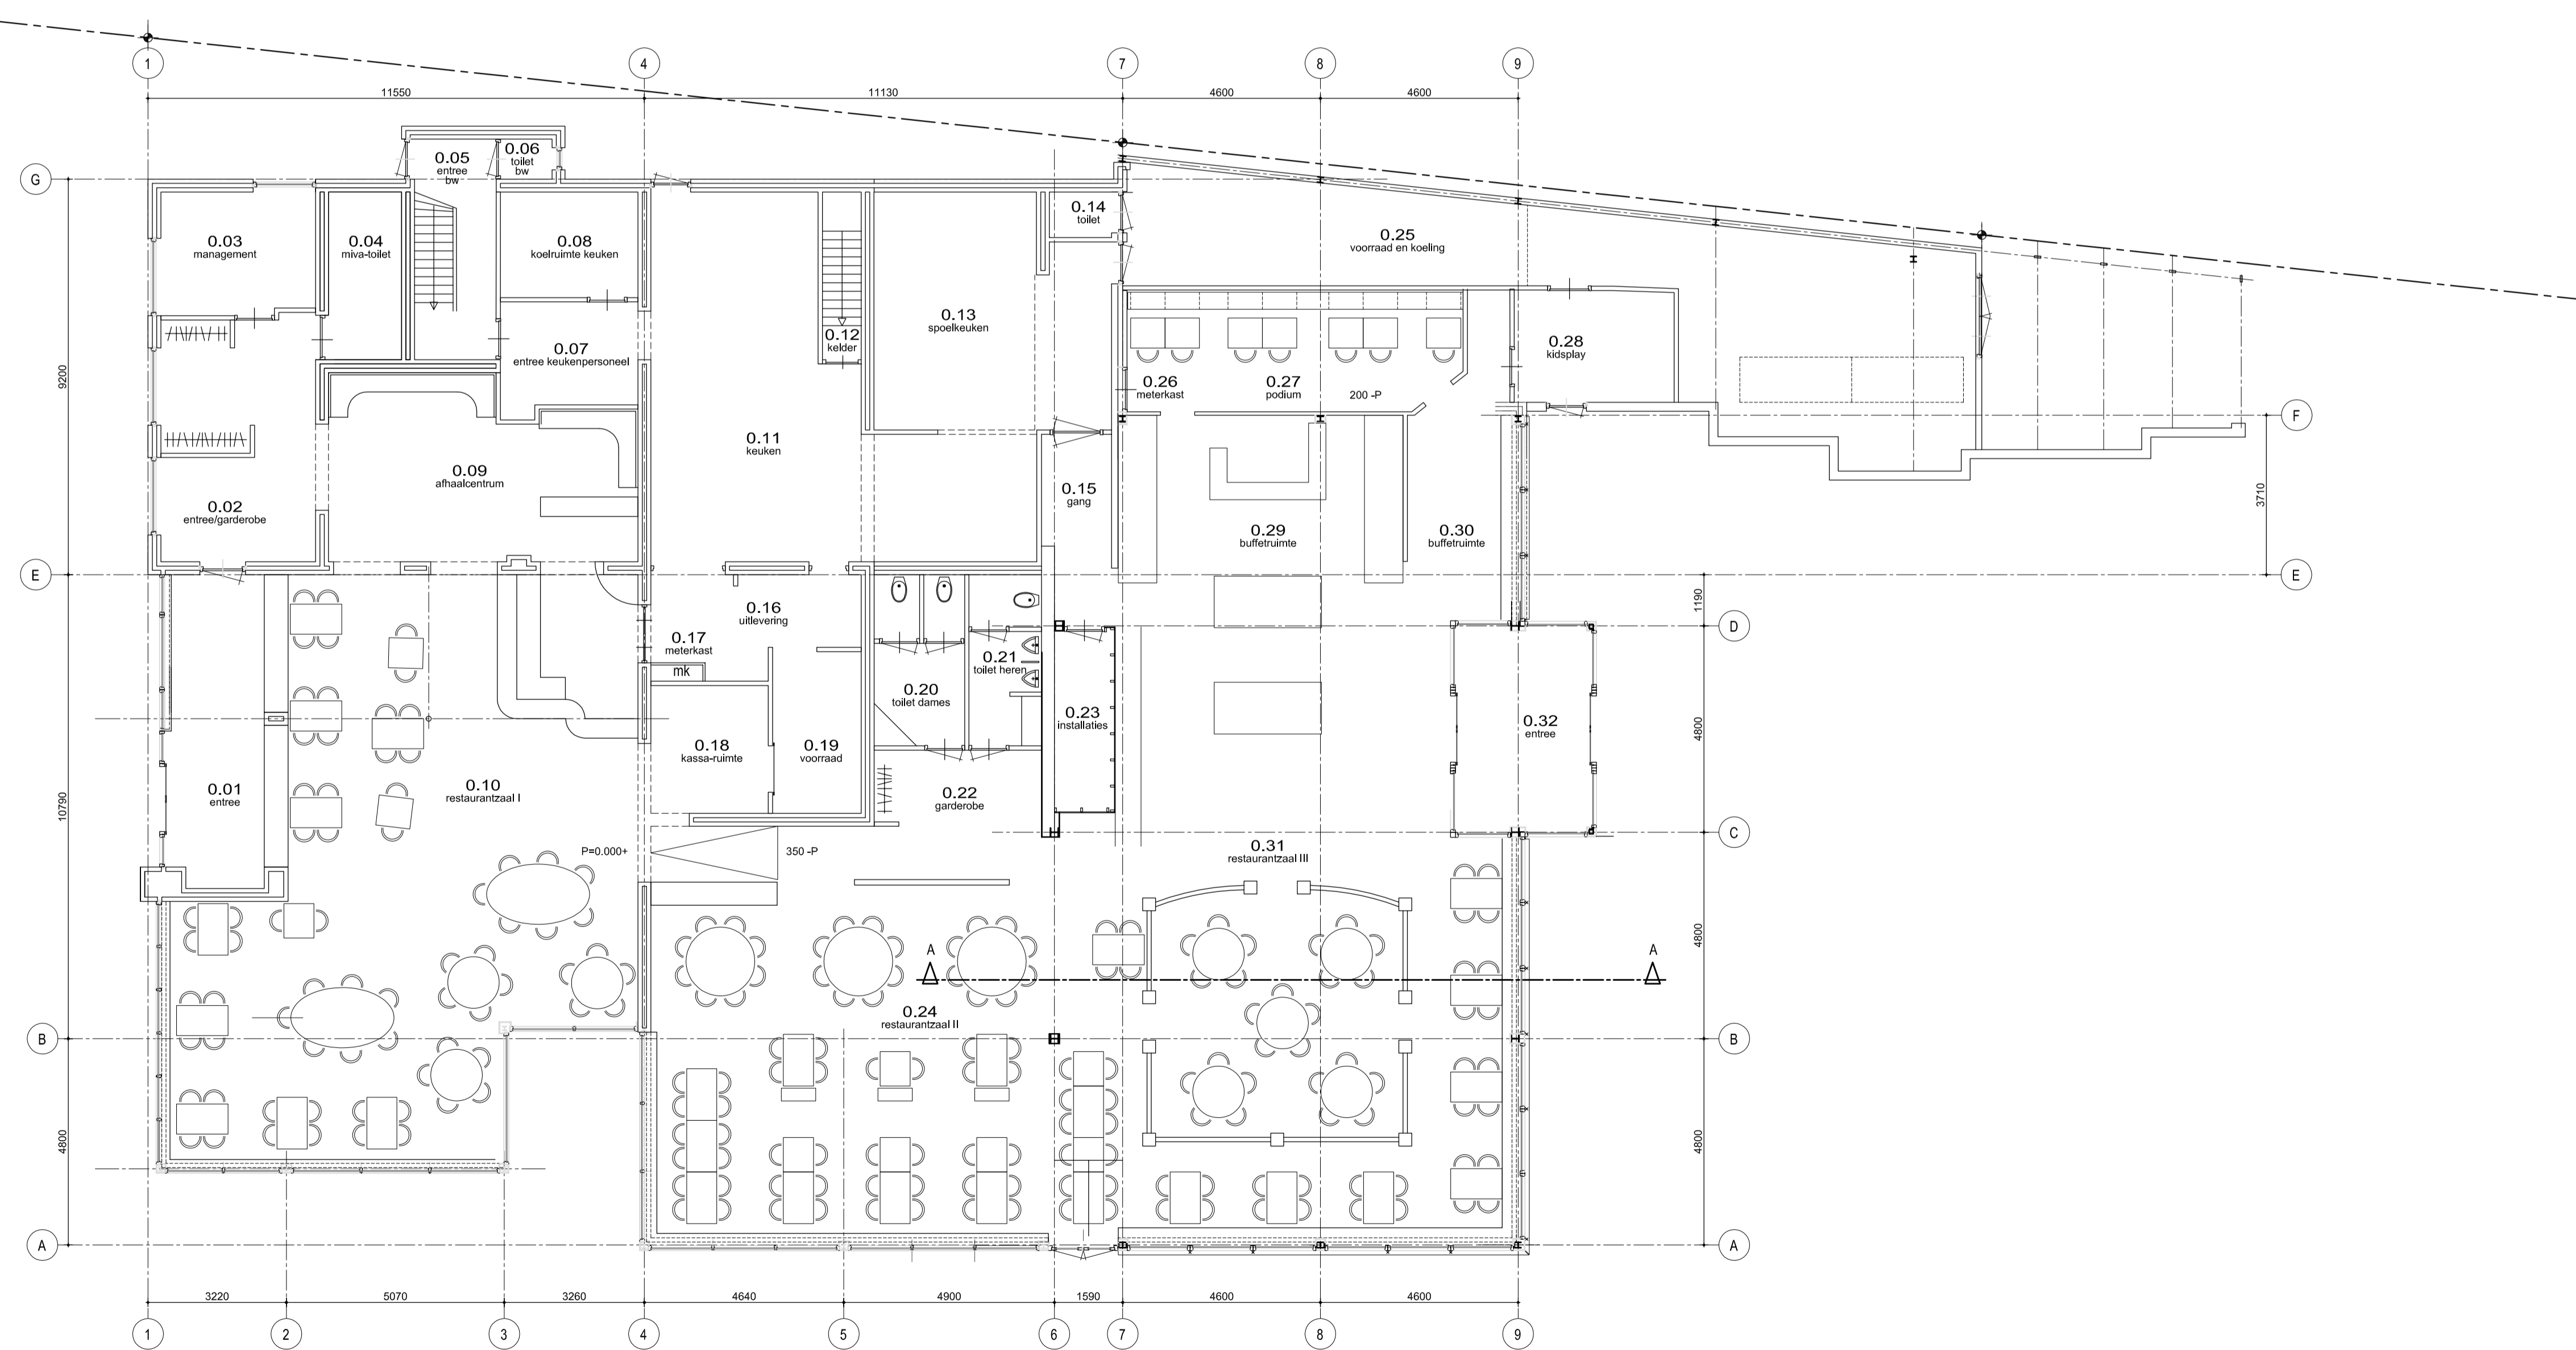 1
4
7
8
9
11550
11130
4600
4600
0.05
entree
bw
0.06
toilet
bw
G
0.03
management
0.04
miva-toilet
0.08
koelruimte keuken
0.14
toilet
0.25
voorraad en koeling
0.13
spoelkeuken
0.12
kelder
0.07
entree keukenpersoneel
0.28
kidsplay
0.26
meterkast
0.27
podium
200 -P
9200
F
0.11
keuken
0.09
afhaalcentrum
0.02
entree/garderobe
0.15
gang
0.29
buffetruimte
0.30
buffetruimte
3710
E
E
1190
0.16
uitlevering
0.17
meterkast
mk
D
0.21
toilet heren
0.20
toilet dames
0.23
installaties
0.32
entree
4800
0.18
kassa-ruimte
0.19
voorraad
0.01
entree
0.10
restaurantzaal I
0.22
garderobe
10790
C
P=0.000+
350 -P
0.31
restaurantzaal III
4800
A
A
0.24
restaurantzaal II
B
B
4800
4800
A
A
3220
5070
3260
4640
4900
1590
4600
4600
1
2
3
4
5
6
7
8
9